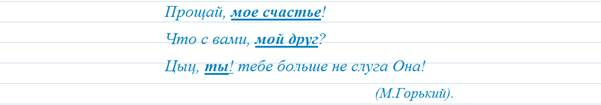 Прощай, мое счастье!
Что с вами, мой друг?
Цыц, ты! тебе больше не слуга Она!
(М.Горький).